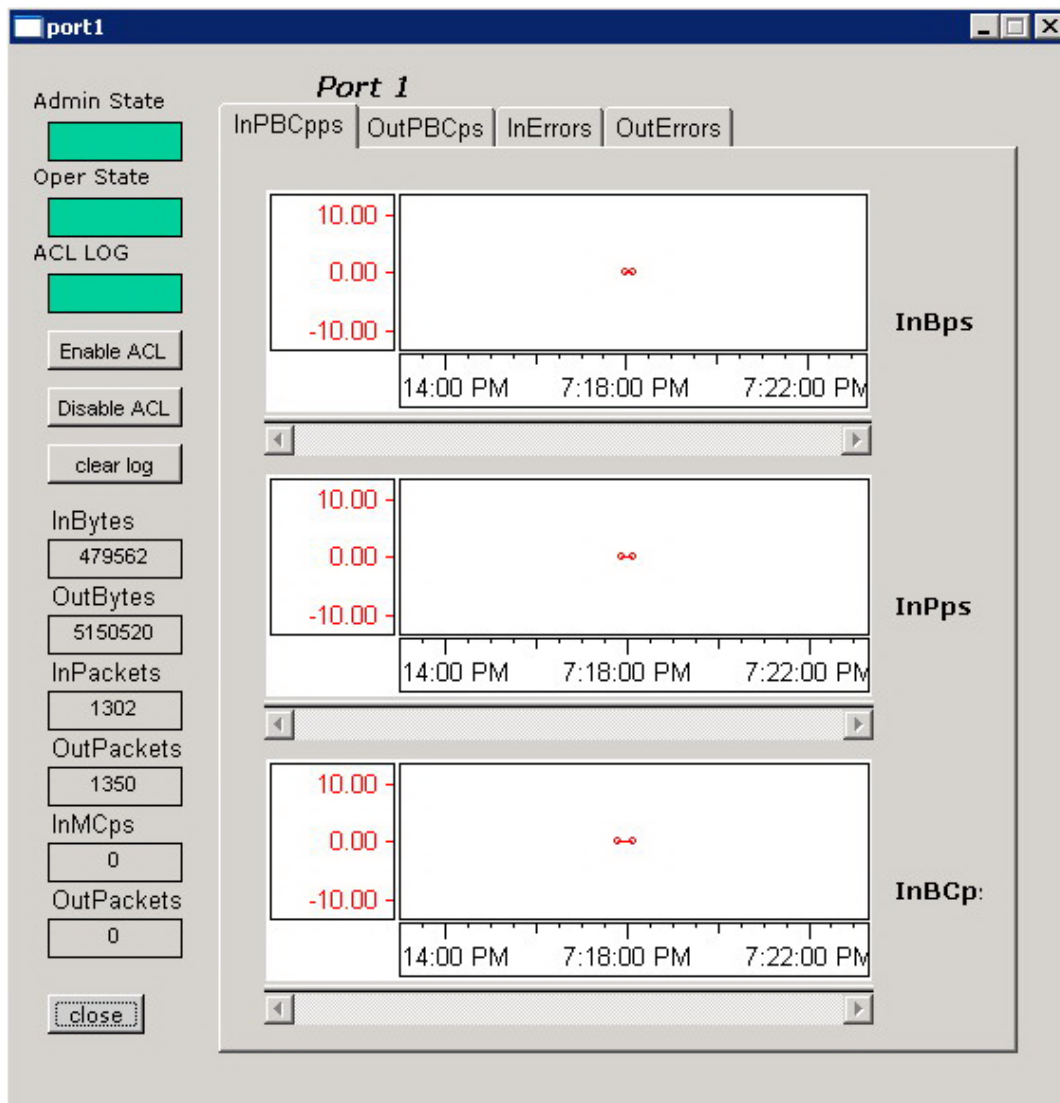 port1
Port 1
Admin State
Oper State
ACL LOG
Enable ACL
Disable ACL
clear log
InBytes
479562
OutBytes
5150520
InPackets
1302
OutPackets
1350
InMCps
0
OutPackets
0
close
InPBCpps OutPBCps InErrors OutErrors
10.00
0.00
-10.00
14:00 PM 7:18:00 PM 7:22:00 PM
InBps
10.00
0.00
-10.00
14:00 PM 7:18:00 PM 7:22:00 PM
InPps
10.00
0.00
-10.00
14:00 PM 7:18:00 PM 7:22:00 PM
InBCp: